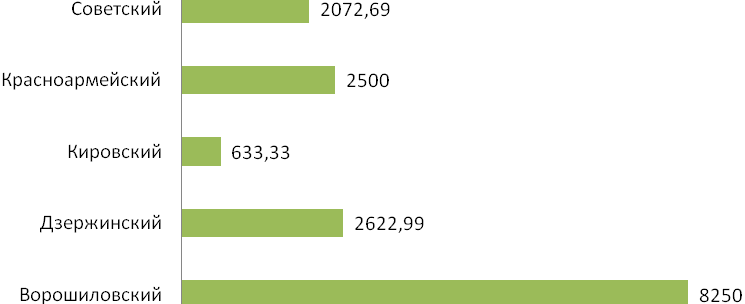 Советский 2072,69
Красноармейский 2500
Кировский 633,33
Дзержинский 2622,99
Ворошиловский 8250